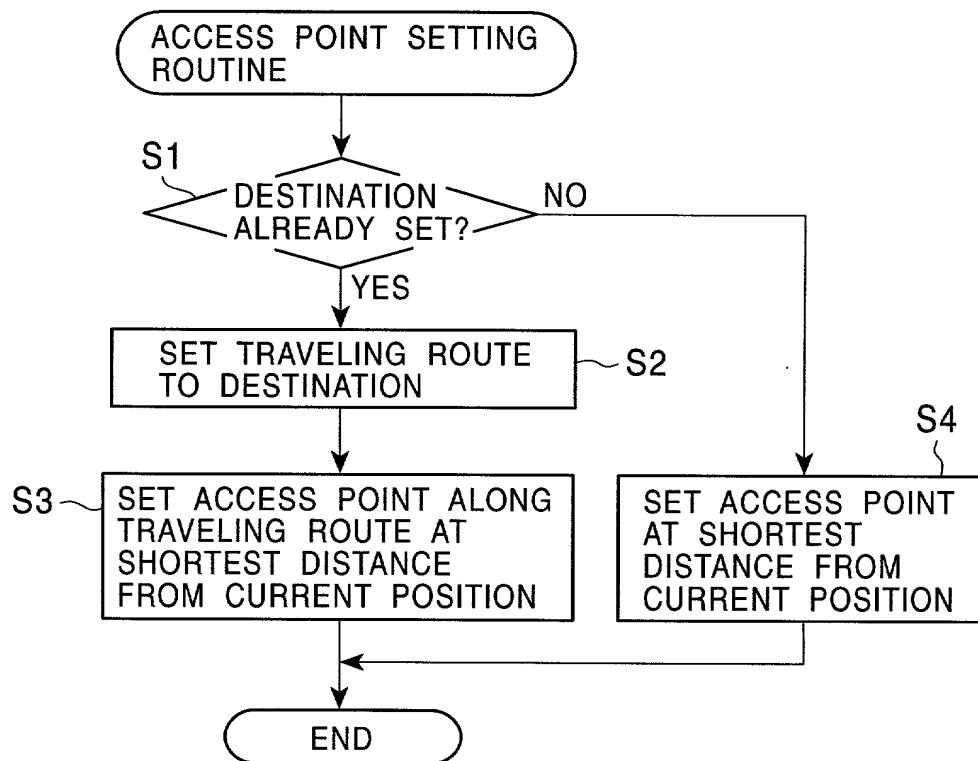 ACCESS POINT SETTING
ROUTINE
S1
DESTINATION
ALREADY SET?
NO
YES
SET TRAVELING ROUTE
TO DESTINATION
S2
S3
SET ACCESS POINT ALONG
TRAVELING ROUTE AT
SHORTEST DISTANCE
FROM CURRENT POSITION
S4
SET ACCESS POINT
AT SHORTEST
DISTANCE FROM
CURRENT POSITION
END